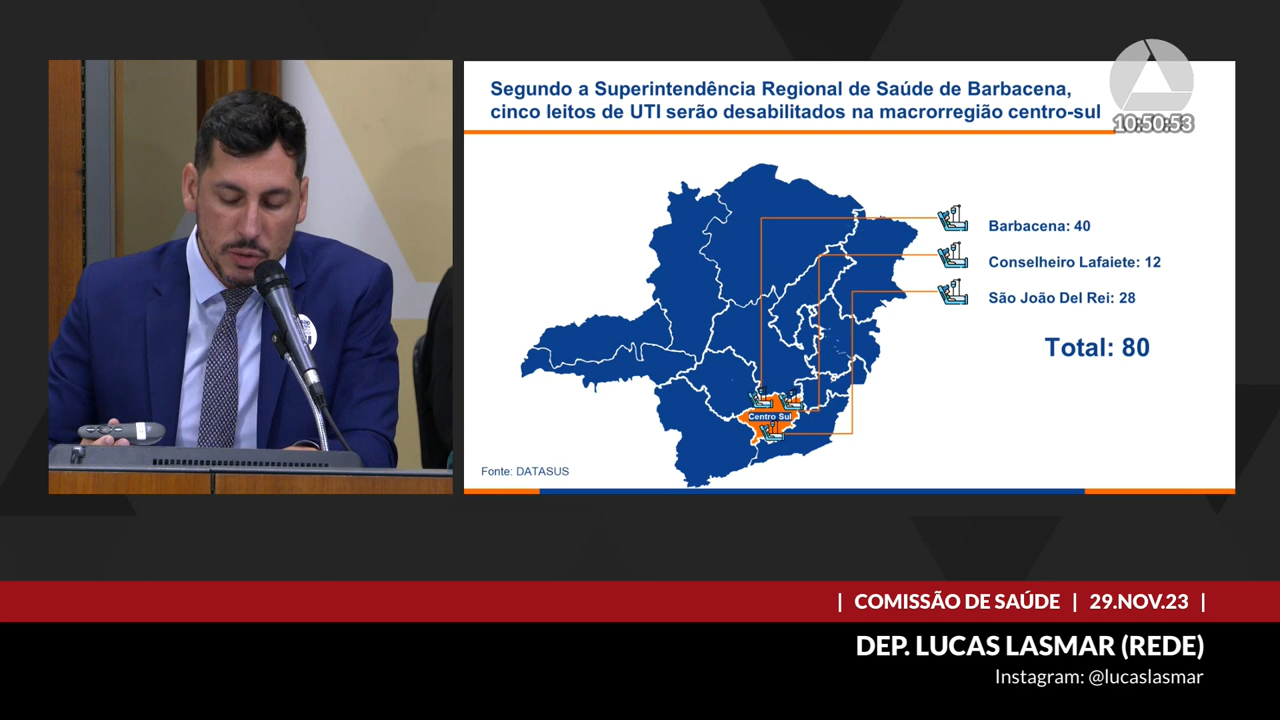 Segundo a Superintendência Regional de Saúde de Barbacena,
cinco leitos de UTI serão desabilitados na macrorregião centro-sul
10:50:53
Barbacena: 40
Conselheiro Lafaiete: 12
São João Del Rei: 28
Total: 80
Centro Sul
Fonte: DATASUS
| COMISSÃO DE SAÚDE | 29.NOV.23 |
DEP. LUCAS LASMAR (REDE)
Instagram: @lucaslasmar